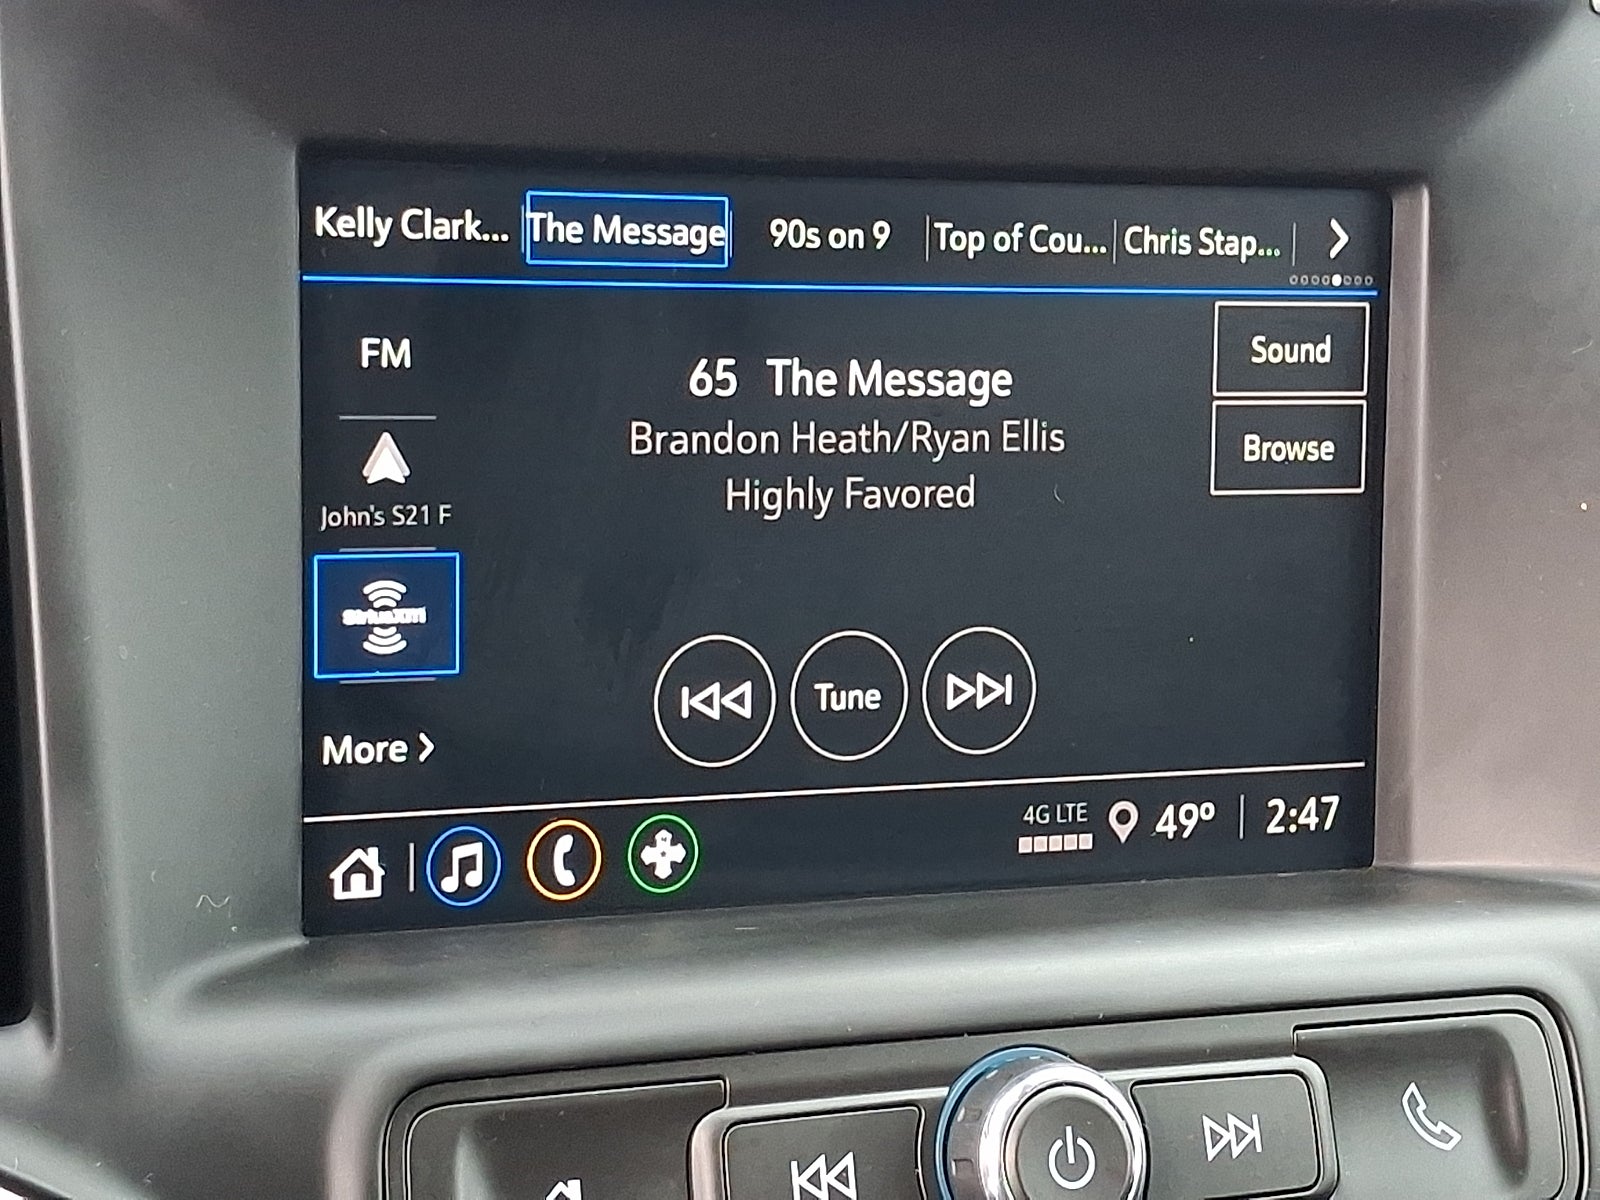 Kelly Clark... The Message 90s on 9 Top of Cou... Chris Stap...
FM
John's S21 F
SiriusXM
More
65 The Message
Brandon Heath/Ryan Ellis
Highly Favored
Sound
Browse
Tune
4G LTE 49° 2:47